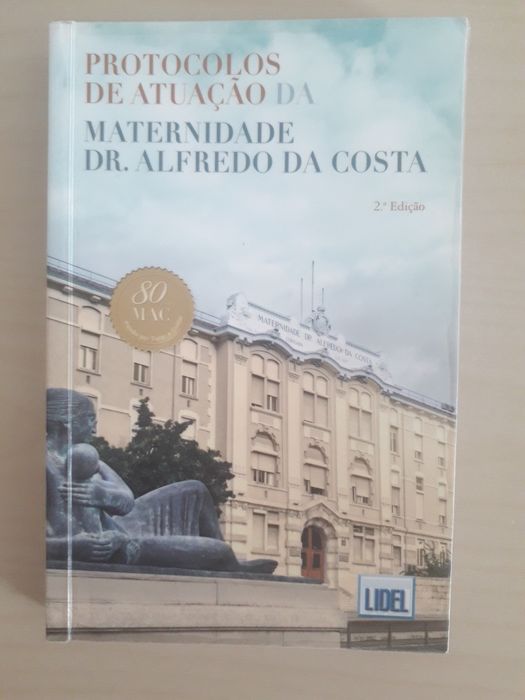 PROTOCOLOS
DE ATUAÇÃO DA
MATERNIDADE
DR. ALFREDO DA COSTA
2.ª Edição
80
MAC
MATERNIDADE DR. ALFREDO DA COSTA
LIDEL